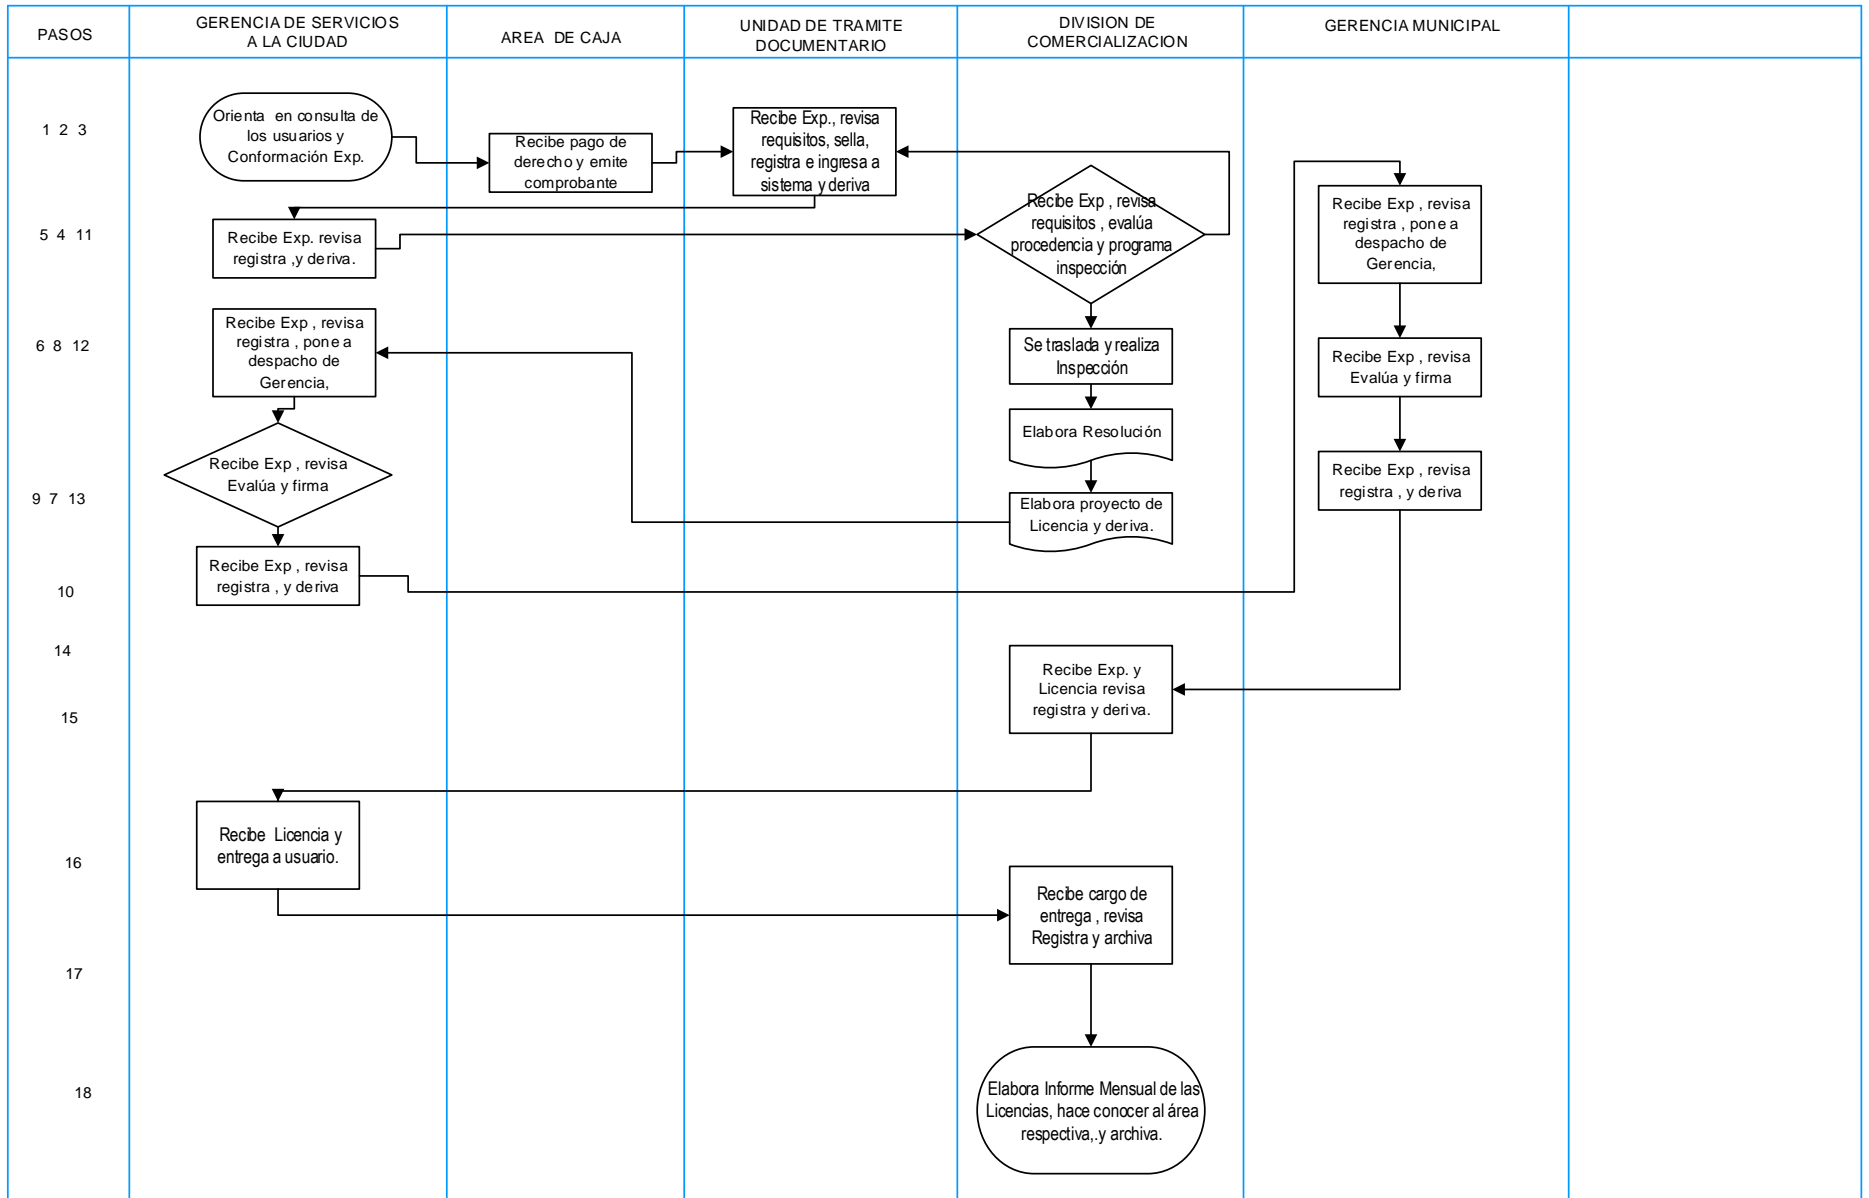 PASOS
GERENCIA DE SERVICIOS
A LA CIUDAD
AREA DE CAJA
UNIDAD DE TRAMITE
DOCUMENTARIO
DIVISION DE
COMERCIALIZACION
GERENCIA MUNICIPAL
1 2 3
Orienta en consulta de
los usuarios y
Conformación Exp.
Recibe pago de
derecho y emite
comprobante
Recibe Exp., revisa
requisitos, sella,
registra e ingresa a
sistema y deriva
5 4 11
Recibe Exp. revisa
registra ,y deriva.
Recibe Exp , revisa
requisitos , evalúa
procedencia y programa
inspección
Recibe Exp , revisa
registra , pone a
despacho de
Gerencia,
6 8 12
Recibe Exp , revisa
registra , pone a
despacho de
Gerencia,
Se traslada y realiza
Inspección
Recibe Exp , revisa
Evalúa y firma
Elabora Resolución
9 7 13
Recibe Exp , revisa
Evalúa y firma
Elabora proyecto de
Licencia y deriva.
Recibe Exp , revisa
registra , y deriva
10
Recibe Exp , revisa
registra , y deriva
14
Recibe Exp. y
Licencia revisa
registra y deriva.
15
Recibe Licencia y
entrega a usuario.
16
Recibe cargo de
entrega , revisa
Registra y archiva
17
18
Elabora Informe Mensual de las
Licencias, hace conocer al área
respectiva,.y archiva.